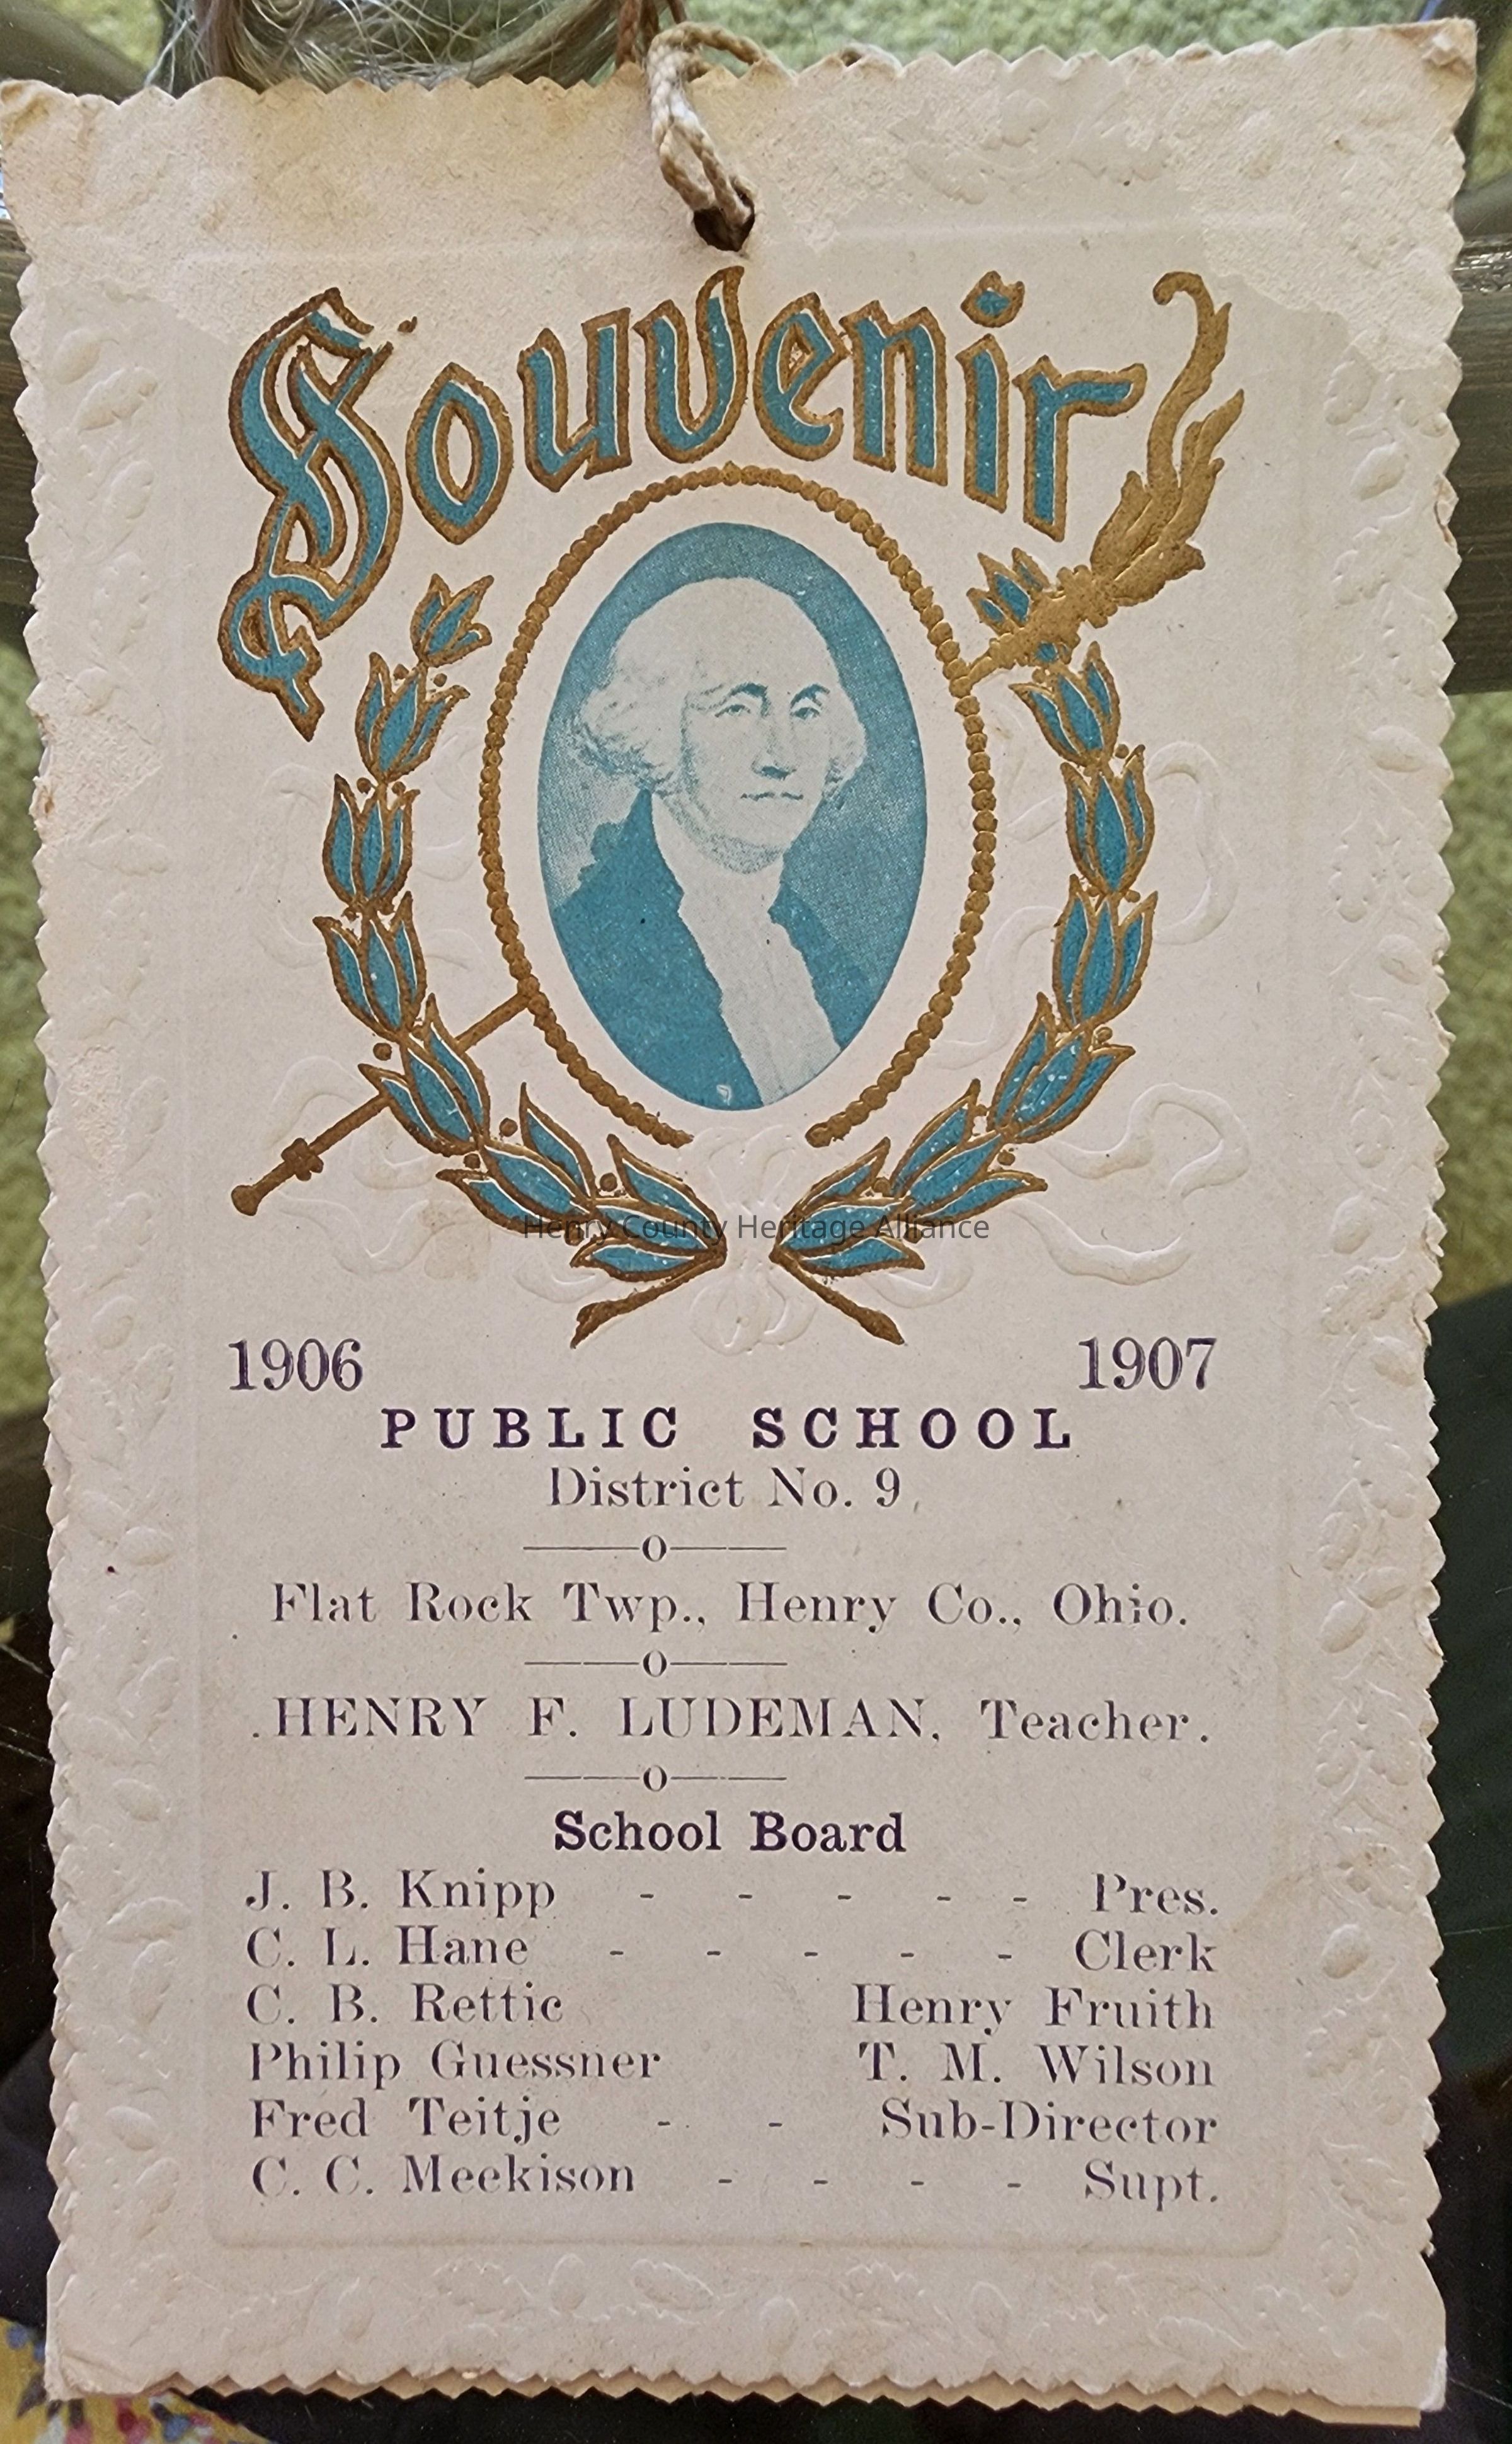 Souvenir
Henry County Heritage Alliance
1906 1907
PUBLIC SCHOOL
District No. 9.
——o——
Flat Rock Twp., Henry Co., Ohio.
——o——
HENRY F. LUDEMAN, Teacher.
——o——
School Board
J. B. Knipp - - - - - Pres.
C. L. Hane - - - - - Clerk
C. B. Rettic Henry Fruith
Philip Guessner T. M. Wilson
Fred Teitje - - Sub-Director
C. C. Meekison - - - - Supt.